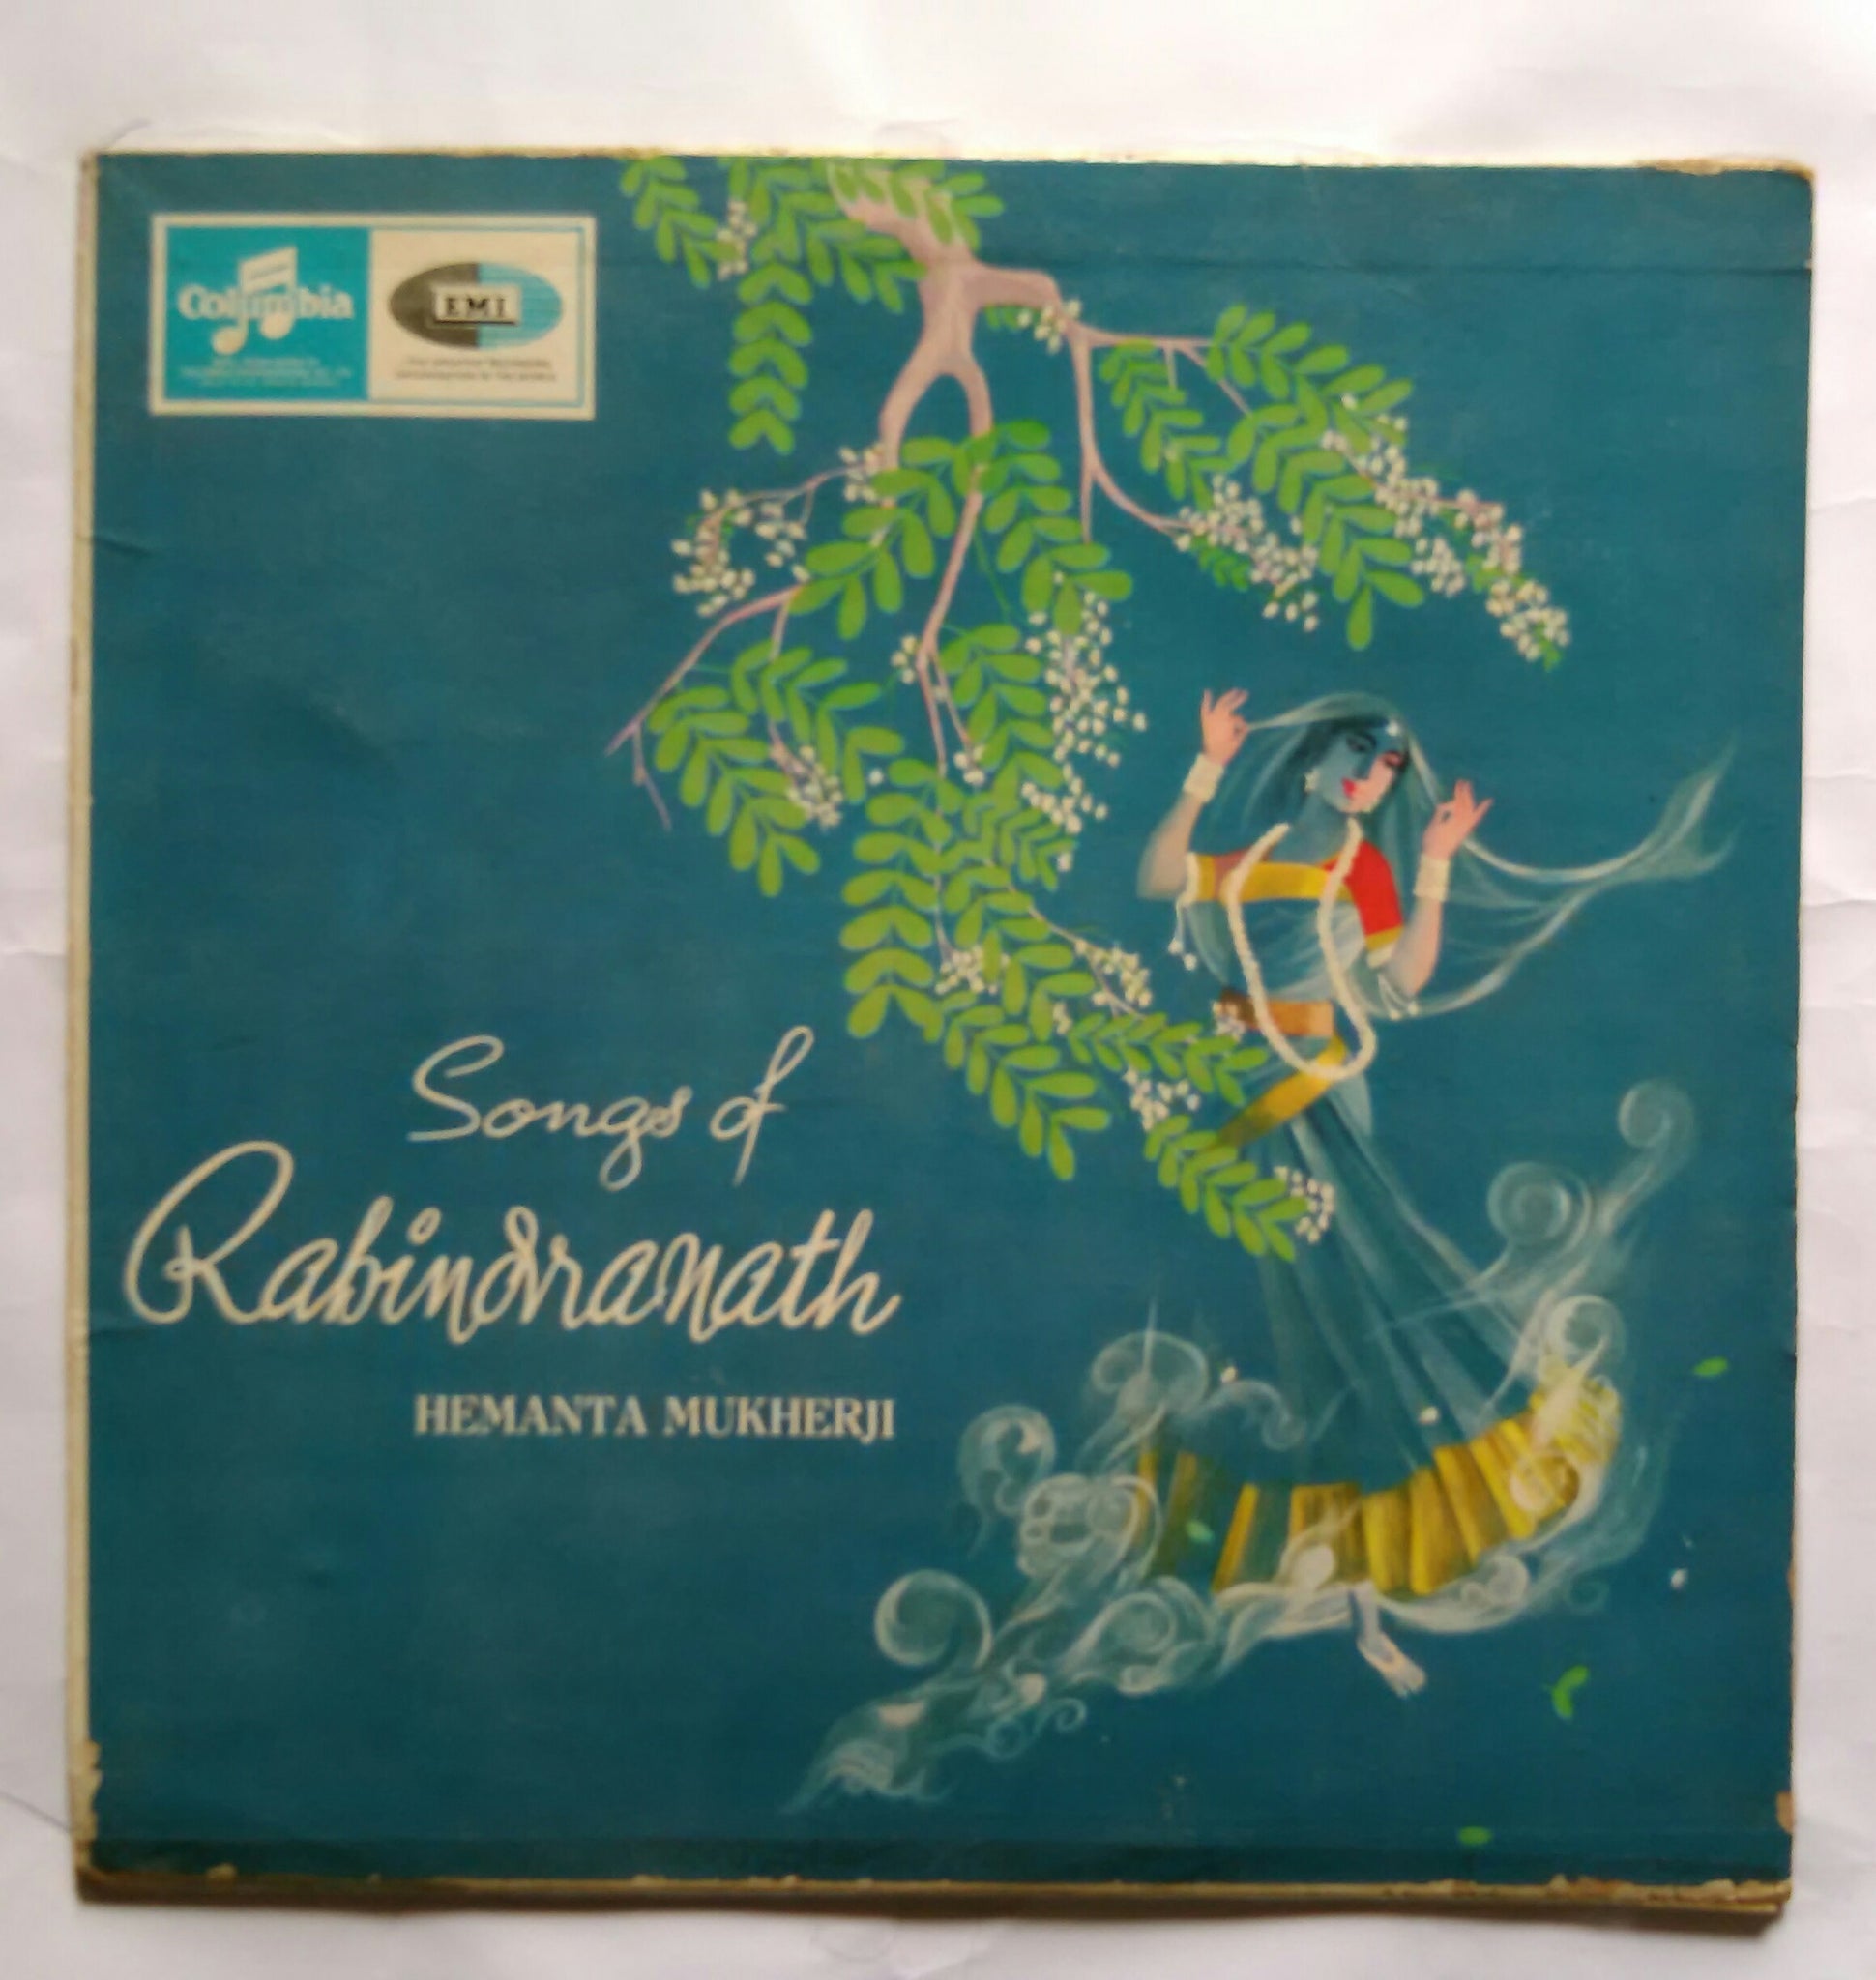 Columbia
EMI
Songs of
Rabindranath
HEMANTA MUKHERJI